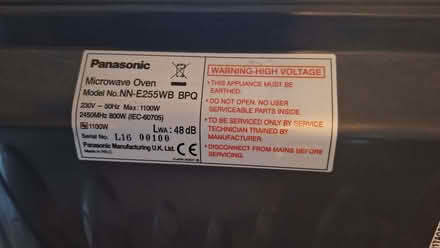 Panasonic
Microwave Oven
Model No. NN-E255WB BPQ
230V ~ 50Hz Max: 1100W
2450MHz 800W (IEC-60705)
1100W LWA : 48 dB
Serial No. L16 00100
Panasonic Manufacturing U.K. Ltd.
CE
WARNING-HIGH VOLTAGE
• THIS APPLIANCE MUST BE
EARTHED.
• DO NOT OPEN. NO USER
SERVICEABLE PARTS INSIDE.
• TO BE SERVICED ONLY BY SERVICE
TECHNICIAN TRAINED BY
MANUFACTURER.
• DISCONNECT FROM MAINS BEFORE
SERVICING.